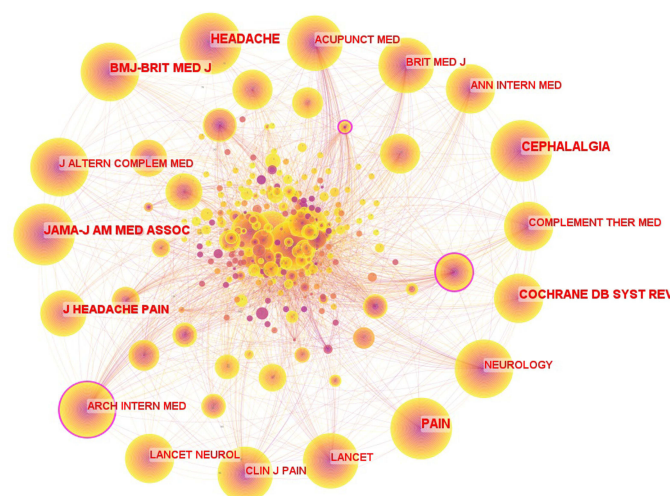 HEADACHE
ACUPUNCT MED
BRIT MED J
BMJ-BRIT MED J
ANN INTERN MED
CEPHALALGIA
J ALTERN COMPLEM MED
COMPLEMENT THER MED
JAMA-J AM MED ASSOC
COCHRANE DB SYST REV
J HEADACHE PAIN
NEUROLOGY
ARCH INTERN MED
PAIN
LANCET NEUROL
LANCET
CLIN J PAIN